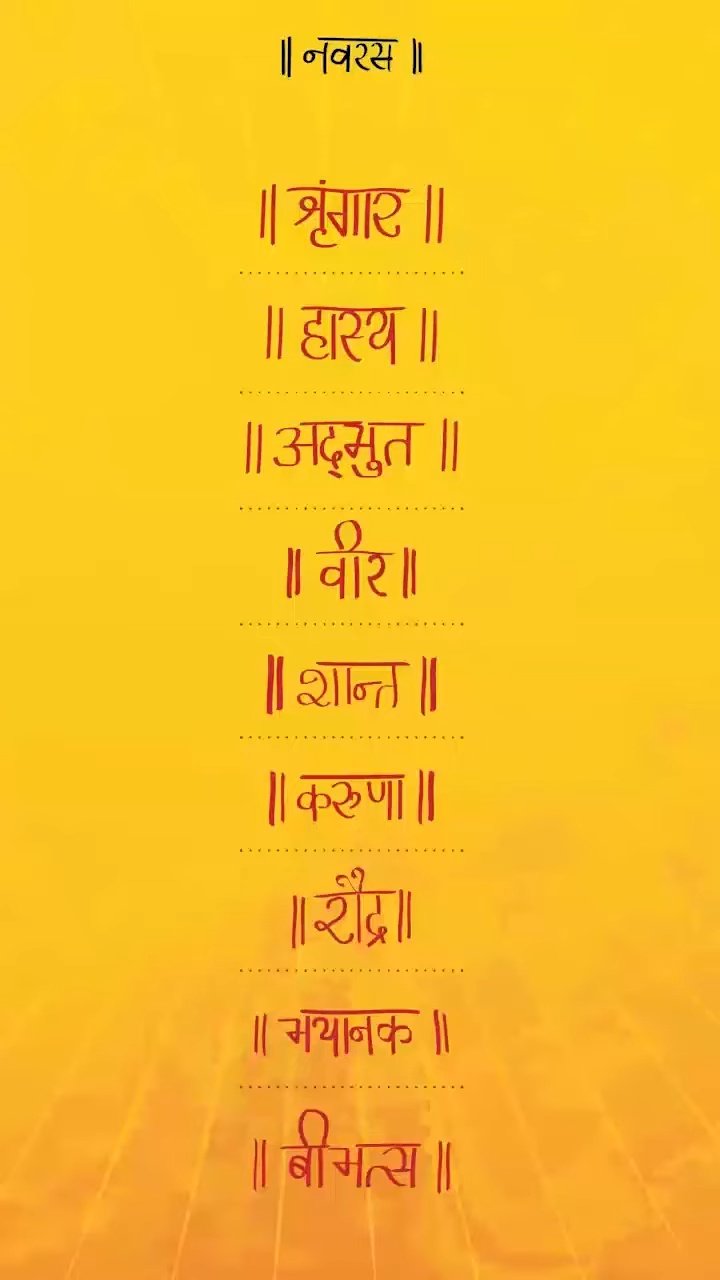 ॥ नवरस ॥
॥ शृंगार ॥
॥ हास्य ॥
॥ अद्‌भुत ॥
॥ वीर ॥
॥ शान्त ॥
॥ करुणा ॥
॥ रौद्र ॥
॥ भयानक ॥
॥ बीभत्स ॥